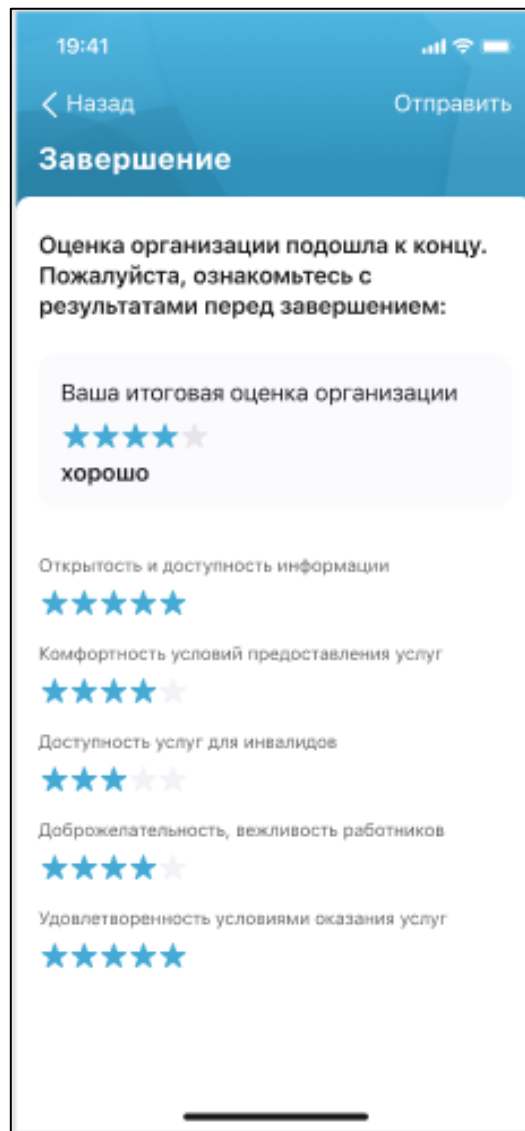 19:41
Назад
Отправить
Завершение
Оценка организации подошла к концу.
Пожалуйста, ознакомьтесь с
результатами перед завершением:
Ваша итоговая оценка организации
хорошо
Открытость и доступность информации
Комфортность условий предоставления услуг
Доступность услуг для инвалидов
Доброжелательность, вежливость работников
Удовлетворенность условиями оказания услуг